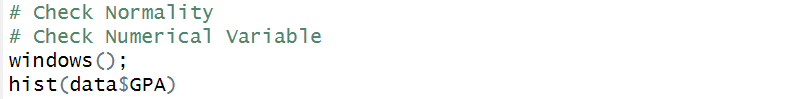 # Check Normality
# Check Numerical Variable
windows();
hist(data$GPA)